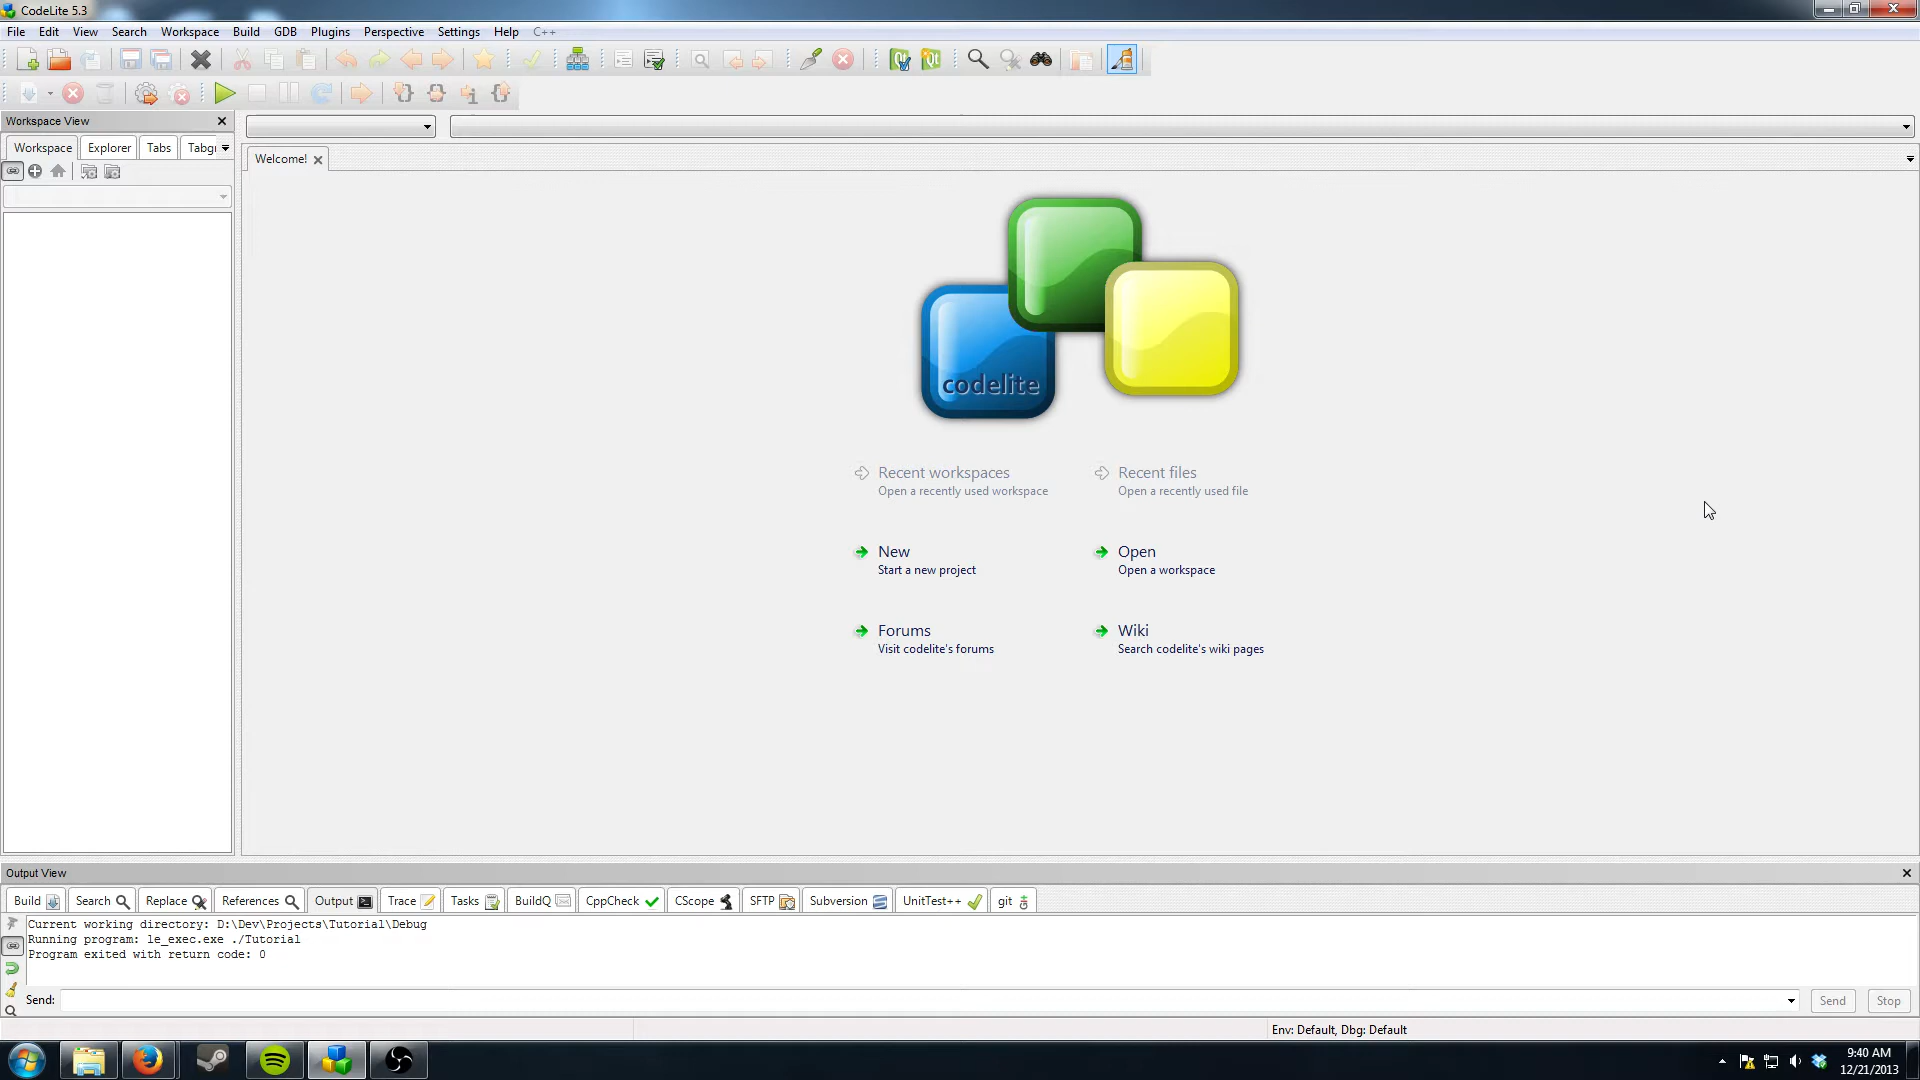 CodeLite 5.3
File Edit View Search Workspace Build GDB Plugins Perspective Settings Help C++
Workspace View
Workspace Explorer Tabs Tabg
Welcome!
codelite
Recent workspaces
Open a recently used workspace
Recent files
Open a recently used file
New
Start a new project
Open
Open a workspace
Forums
Visit codelite's forums
Wiki
Search codelite's wiki pages
Output View
Build Search Replace References Output Trace Tasks BuildQ CppCheck CScope SFTP Subversion UnitTest++ git
Current working directory: D:\Dev\Projects\Tutorial\Debug
Running program: le_exec.exe ./Tutorial
Program exited with return code: 0
Send: Send Stop
Env: Default, Dbg: Default
9:40 AM
12/21/2013